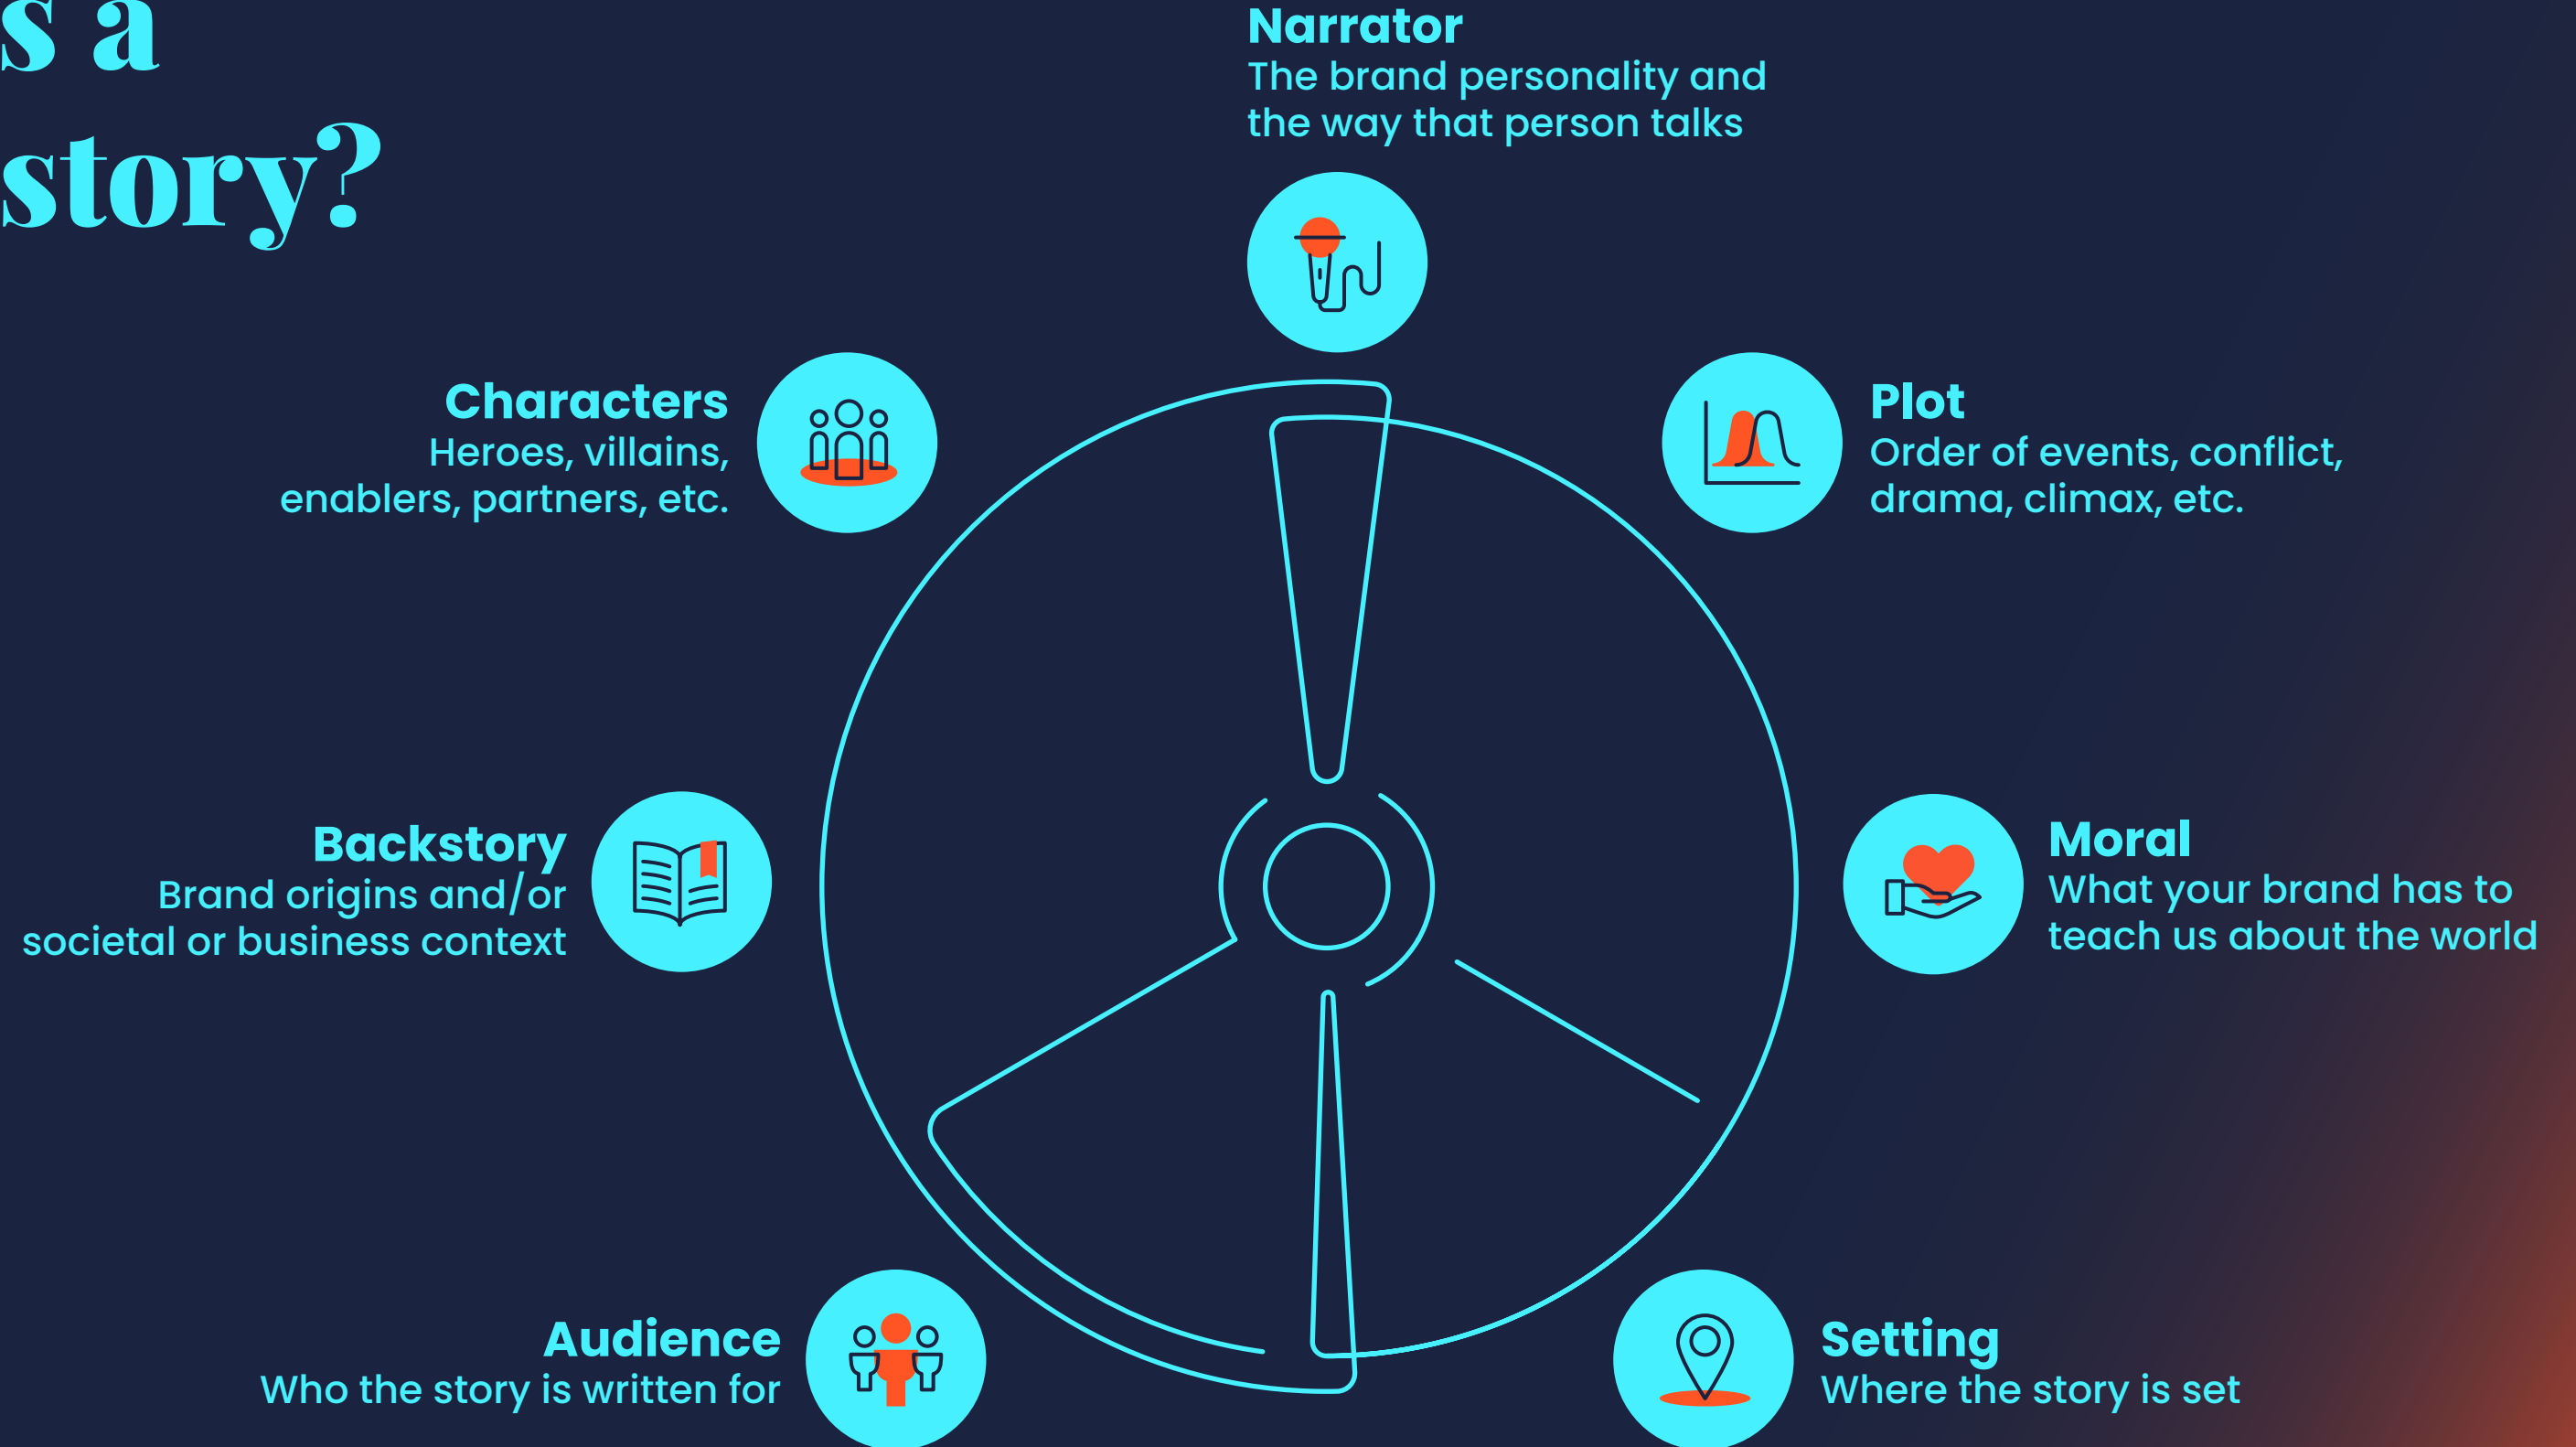 s a
story?
Narrator
The brand personality and
the way that person talks
Characters
Heroes, villains,
enablers, partners, etc.
Plot
Order of events, conflict,
drama, climax, etc.
Backstory
Brand origins and/or
societal or business context
Moral
What your brand has to
teach us about the world
Audience
Who the story is written for
Setting
Where the story is set